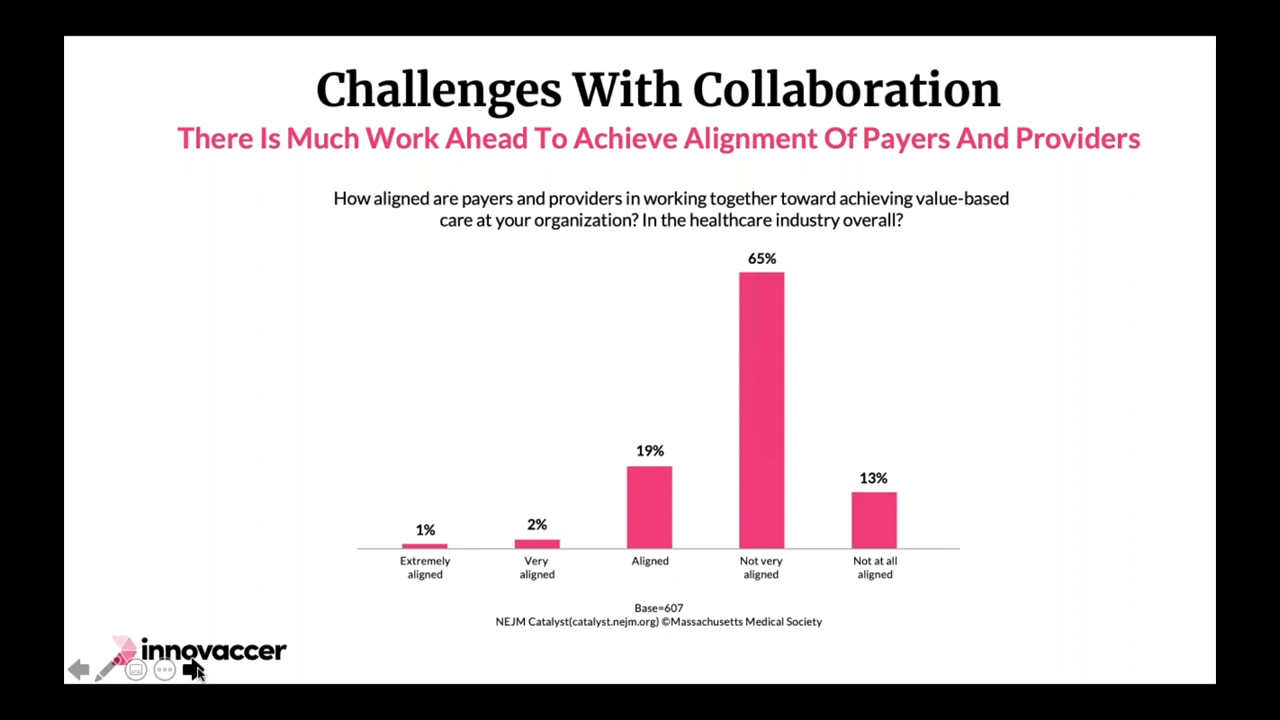 Challenges With Collaboration
There Is Much Work Ahead To Achieve Alignment Of Payers And Providers
How aligned are payers and providers in working together toward achieving value-based
care at your organization? In the healthcare industry overall?
65%
19%
13%
2%
1%
Extremely
aligned
Very
aligned
Aligned
Not very
aligned
Not at all
aligned
Base=607
NEJM Catalyst(catalyst.nejm.org) ©Massachusetts Medical Society
innovaccer